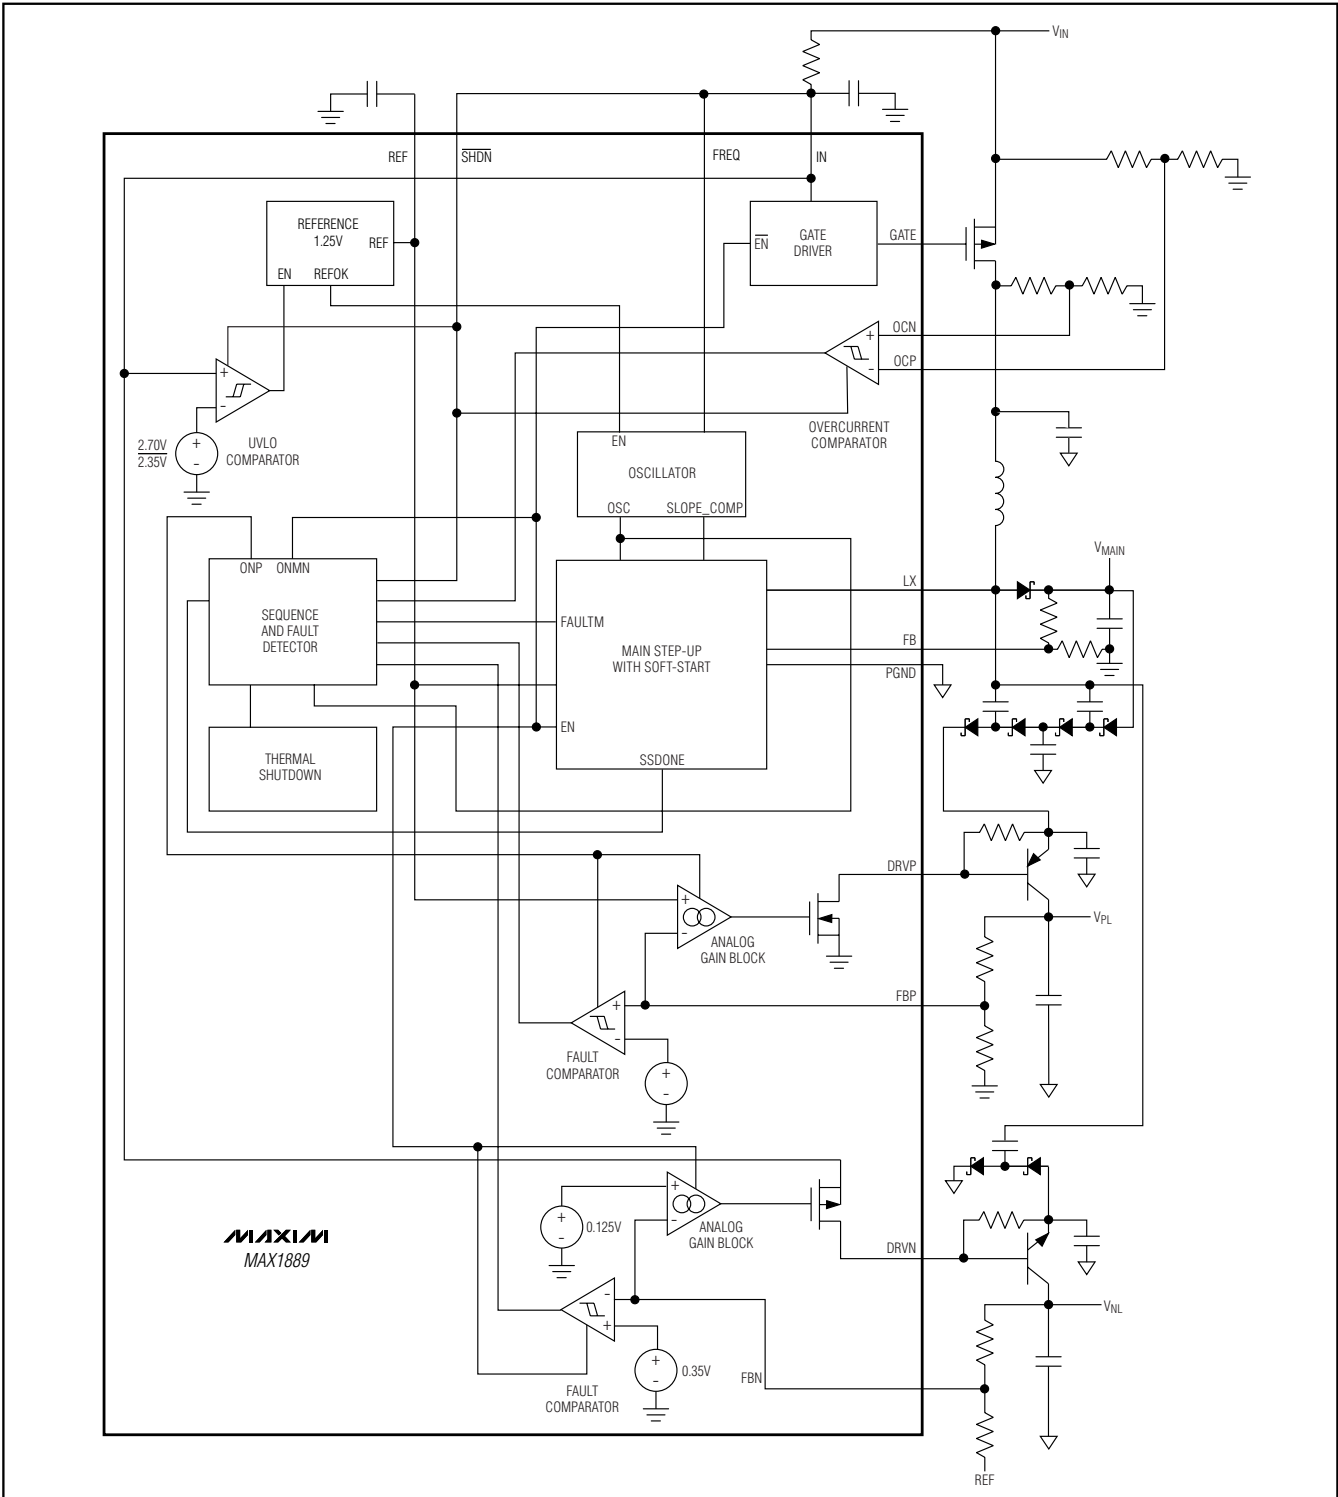 VIN
REF
SHDN
FREQ
IN
REFERENCE
1.25V
REF
EN
REFOK
EN
GATE
DRIVER
GATE
OCN
OCP
+
-
OVERCURRENT
COMPARATOR
+
-
UVLO
COMPARATOR
2.70V
2.35V
+
-
EN
OSCILLATOR
OSC
SLOPE_COMP
ONP
ONMN
SEQUENCE
AND FAULT
DETECTOR
FAULTM
MAIN STEP-UP
WITH SOFT-START
EN
SSDONE
LX
FB
PGND
VMAIN
THERMAL
SHUTDOWN
DRVP
+
-
ANALOG
GAIN BLOCK
VPL
FBP
+
-
FAULT
COMPARATOR
+
-
+
-
0.125V
+
-
ANALOG
GAIN BLOCK
DRVN
MAXIM
MAX1889
-
+
FAULT
COMPARATOR
+
-
0.35V
FBN
VNL
REF